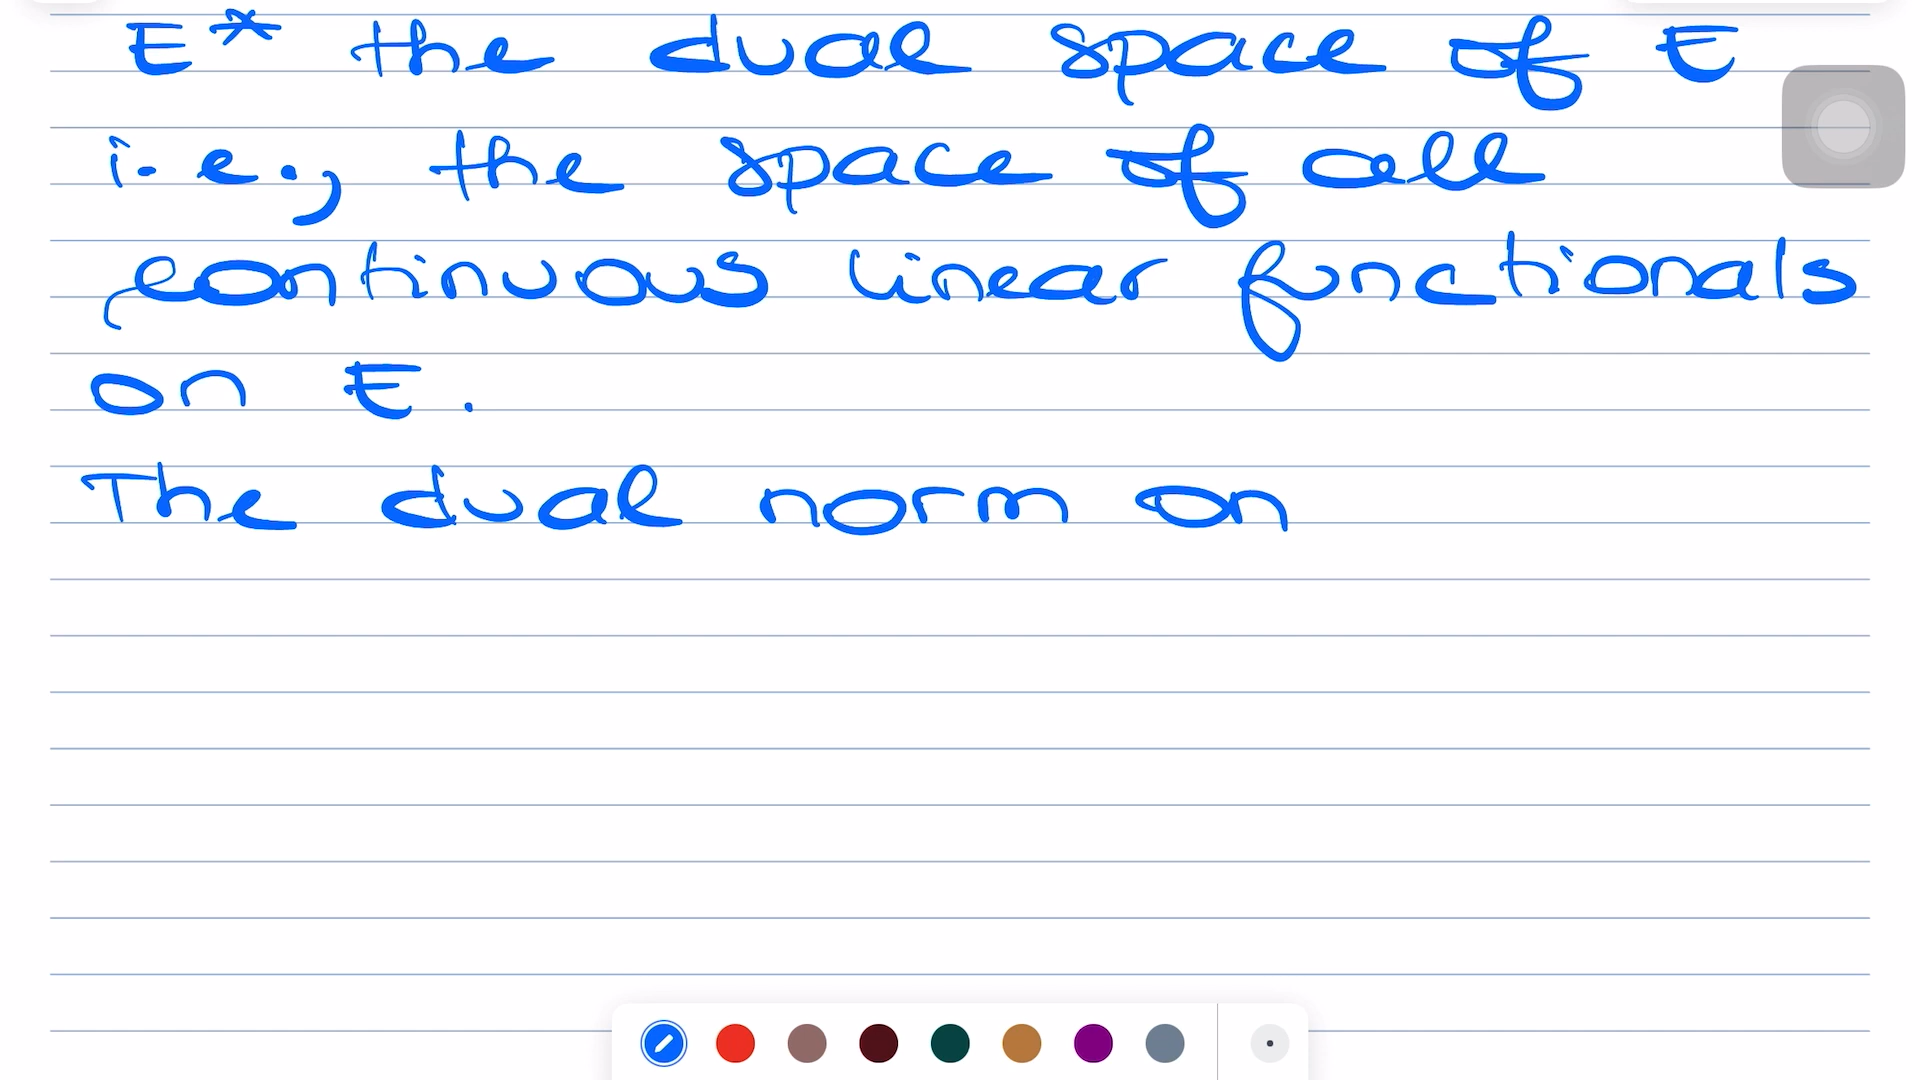 E* the dual space of E
i.e., the space of all
continuous linear functionals
on E.
The dual norm on